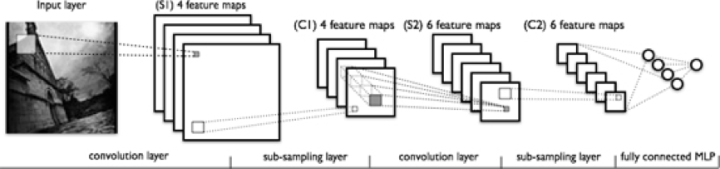 Input layer
(S1) 4 feature maps
(C1) 4 feature maps
(S2) 6 feature maps
(C2) 6 feature maps
convolution layer
sub-sampling layer
convolution layer
sub-sampling layer
fully connected MLP